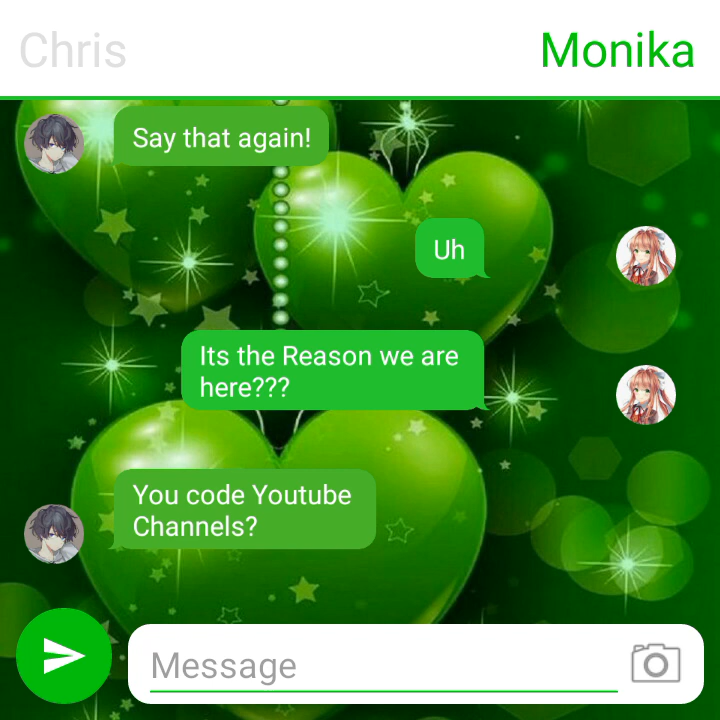 Chris
Monika
Say that again!
Uh
Its the Reason we are
here???
You code Youtube
Channels?
Message